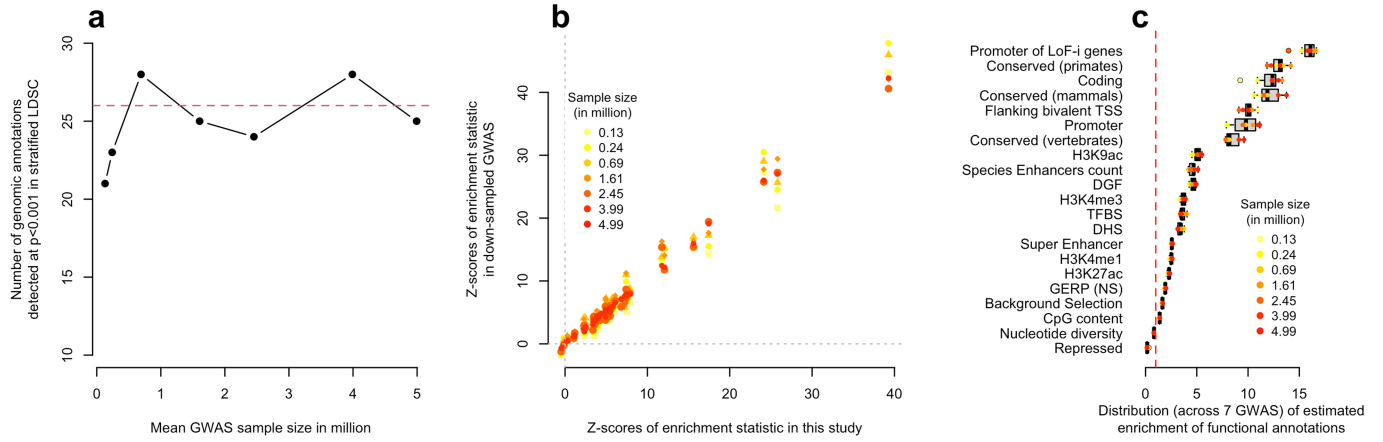 a
30
25
20
15
10
0
1
2
3
4
5
Number of genomic annotations
detected at p<0.001 in stratified LDSC
Mean GWAS sample size in million
b
40
30
20
10
0
0
10
20
30
40
Z-scores of enrichment statistic
in down-sampled GWAS
Z-scores of enrichment statistic in this study
Sample size
(in million)
0.13
0.24
0.69
1.61
2.45
3.99
4.99
c
Promoter of LoF-i genes
Conserved (primates)
Coding
Conserved (mammals)
Flanking bivalent TSS
Promoter
Conserved (vertebrates)
H3K9ac
Species Enhancers count
DGF
H3K4me3
TFBS
DHS
Super Enhancer
H3K4me1
H3K27ac
GERP (NS)
Background Selection
CpG content
Nucleotide diversity
Repressed
Sample size
(in million)
0.13
0.24
0.69
1.61
2.45
3.99
4.99
0
5
10
15
Distribution (across 7 GWAS) of estimated
enrichment of functional annotations